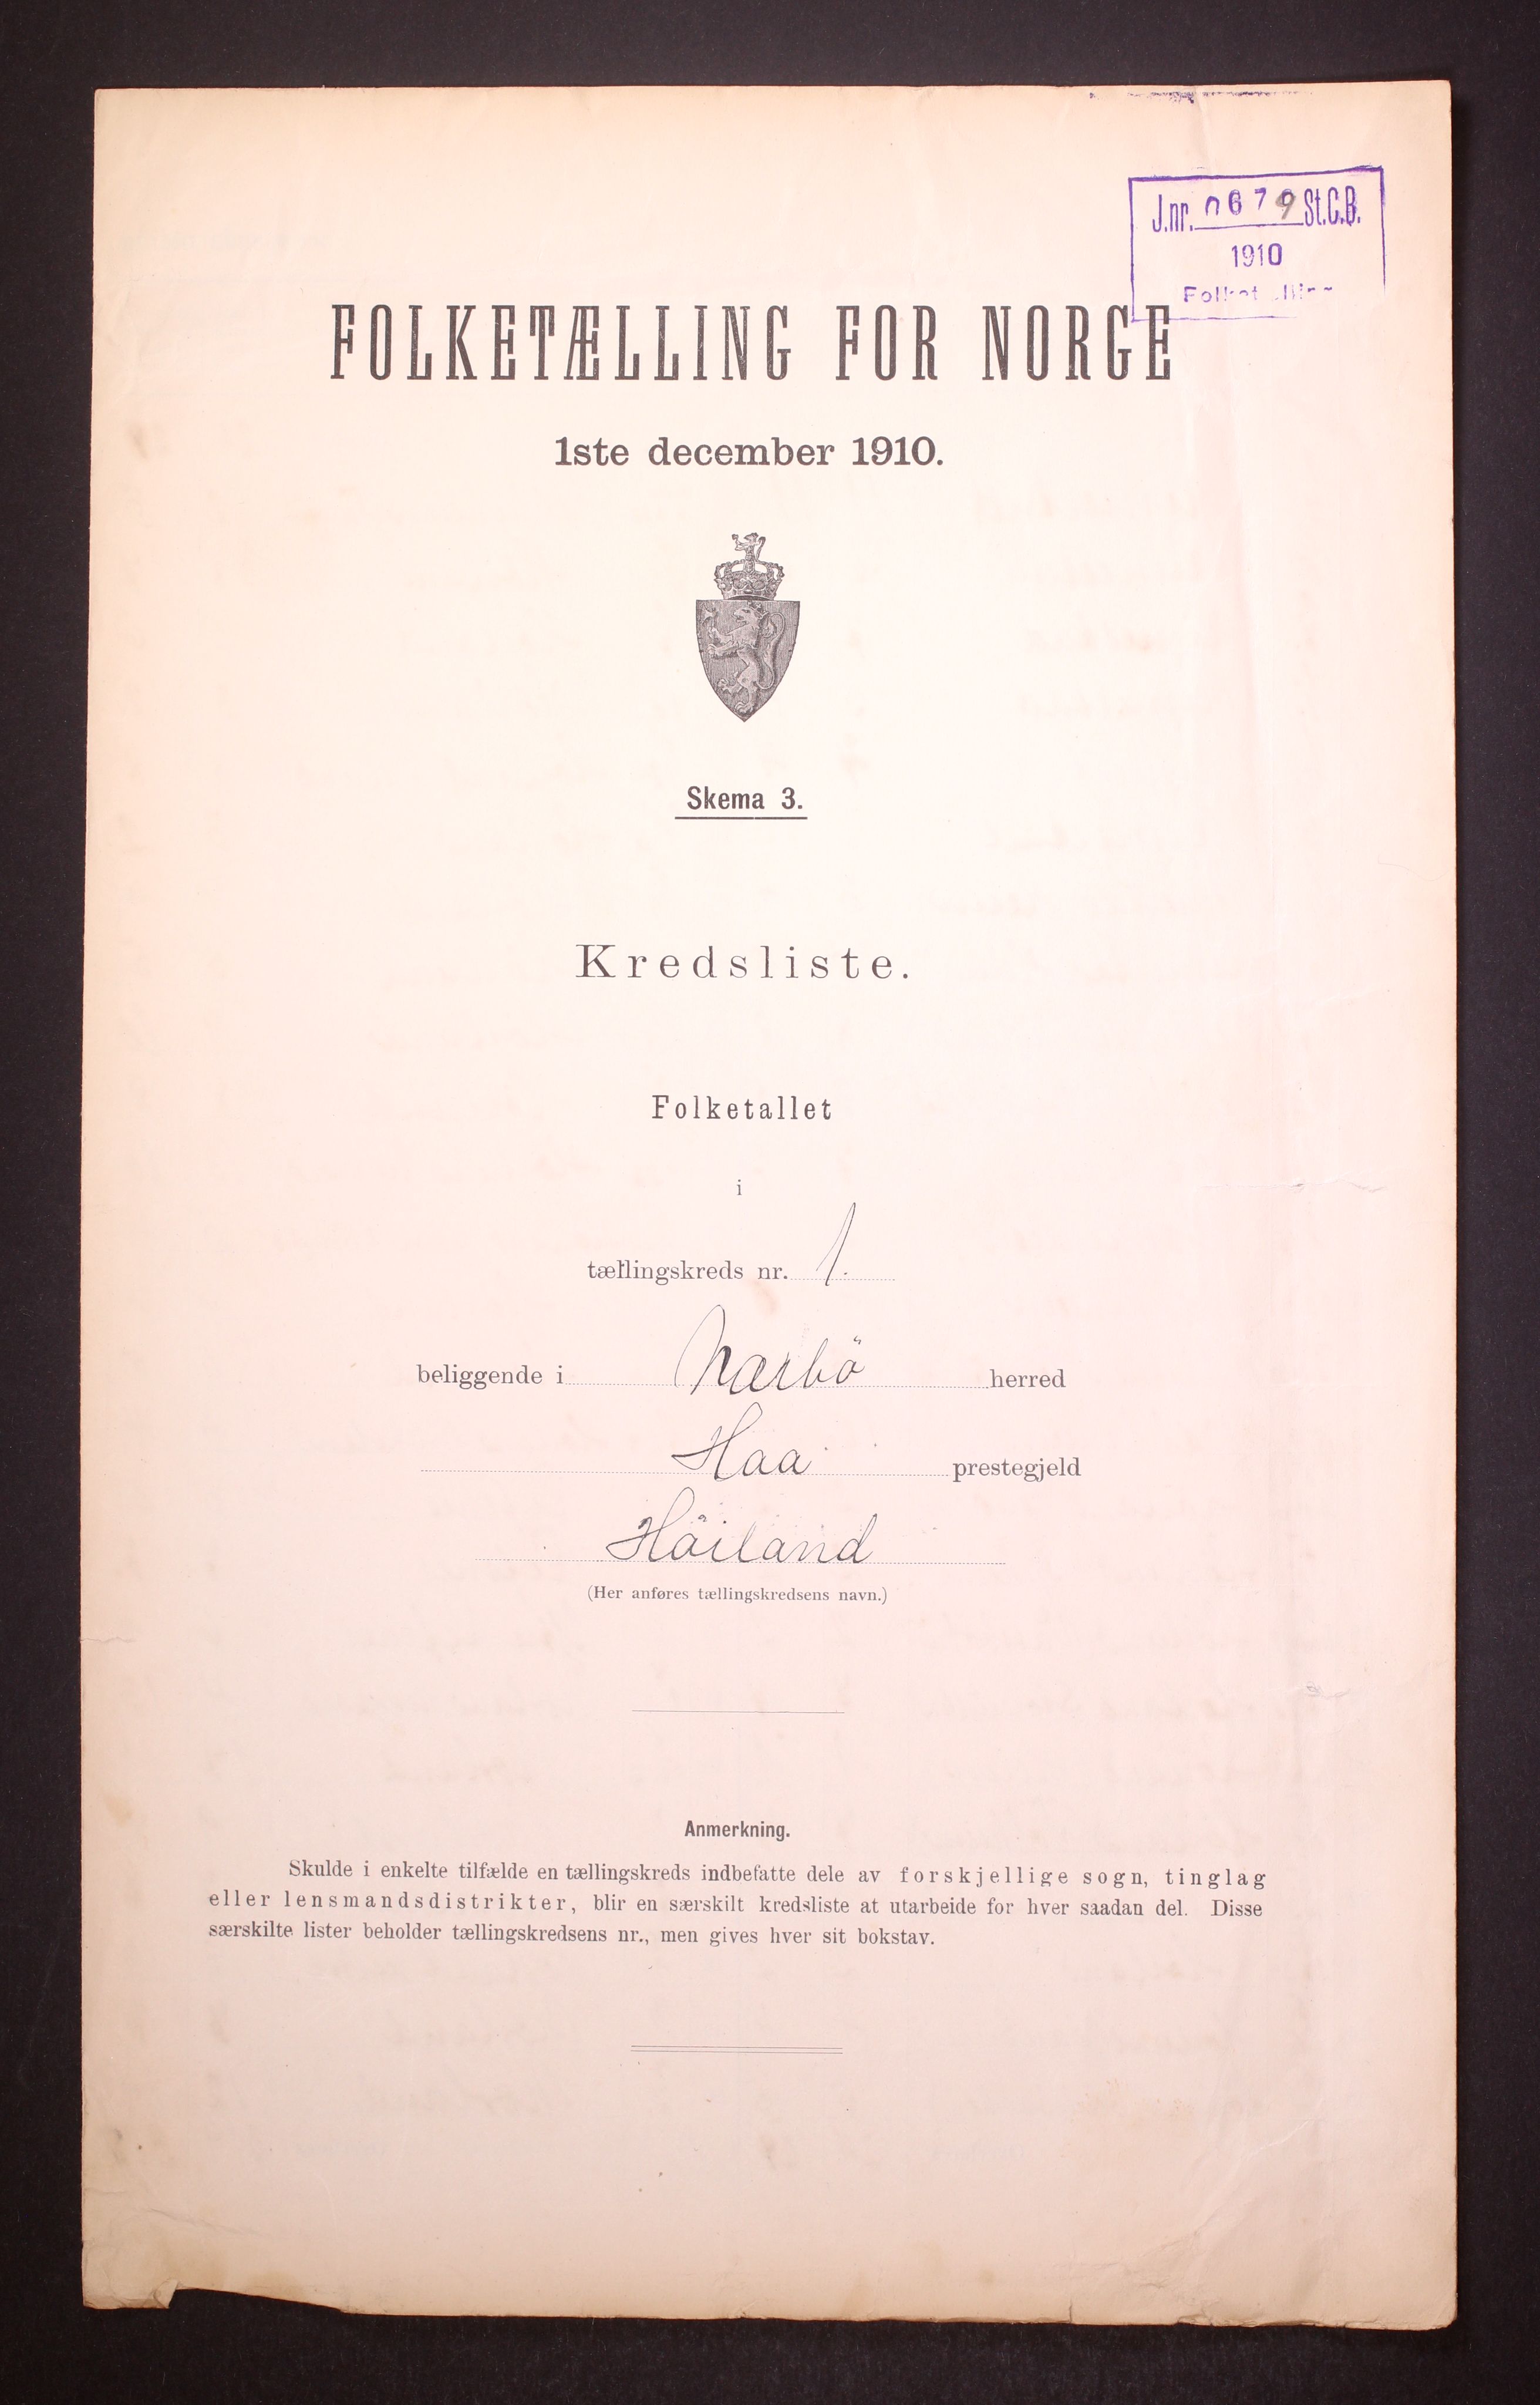 J.nr. 0679 St.C.B.
1910
FOLKETÆLLING FOR NORGE
1ste december 1910.
Skema 3.
Kredsliste.
Folketallet
i
tællingskreds nr. 1.
beliggende i Nærbö herred
Haa prestegjeld
Höiland
(Her anføres tællingskredsens navn.)
Anmerkning.
Skulde i enkelte tilfælde en tællingskreds indbefatte dele av forskjellige sogn, tinglag
eller lensmandsdistrikter, blir en særskilt kredsliste at utarbeide for hver saadan del. Disse
særskilte lister beholder tællingskredsens nr., men gives hver sit bokstav.